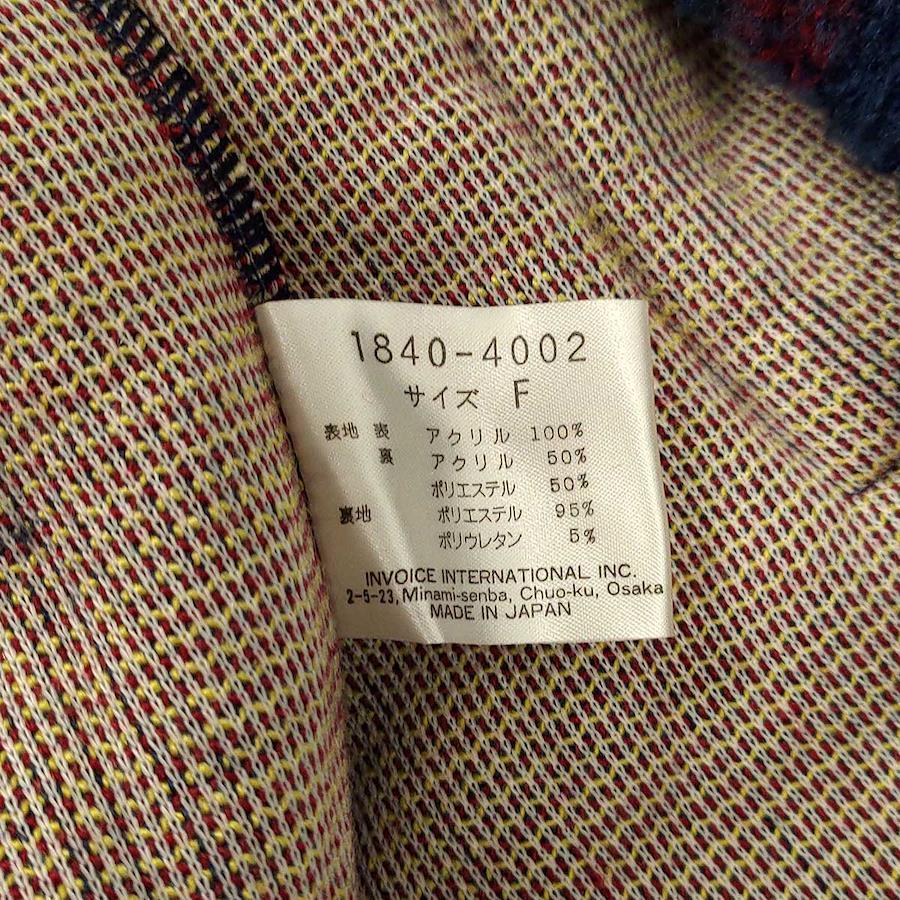 1840-4002
サイズ F
表地 表 アクリル 100%
裏 アクリル 50%
ポリエステル 50%
裏地 ポリエステル 95%
ポリウレタン 5%
INVOICE INTERNATIONAL INC.
2-5-23, Minami-senba, Chuo-ku, Osaka
MADE IN JAPAN